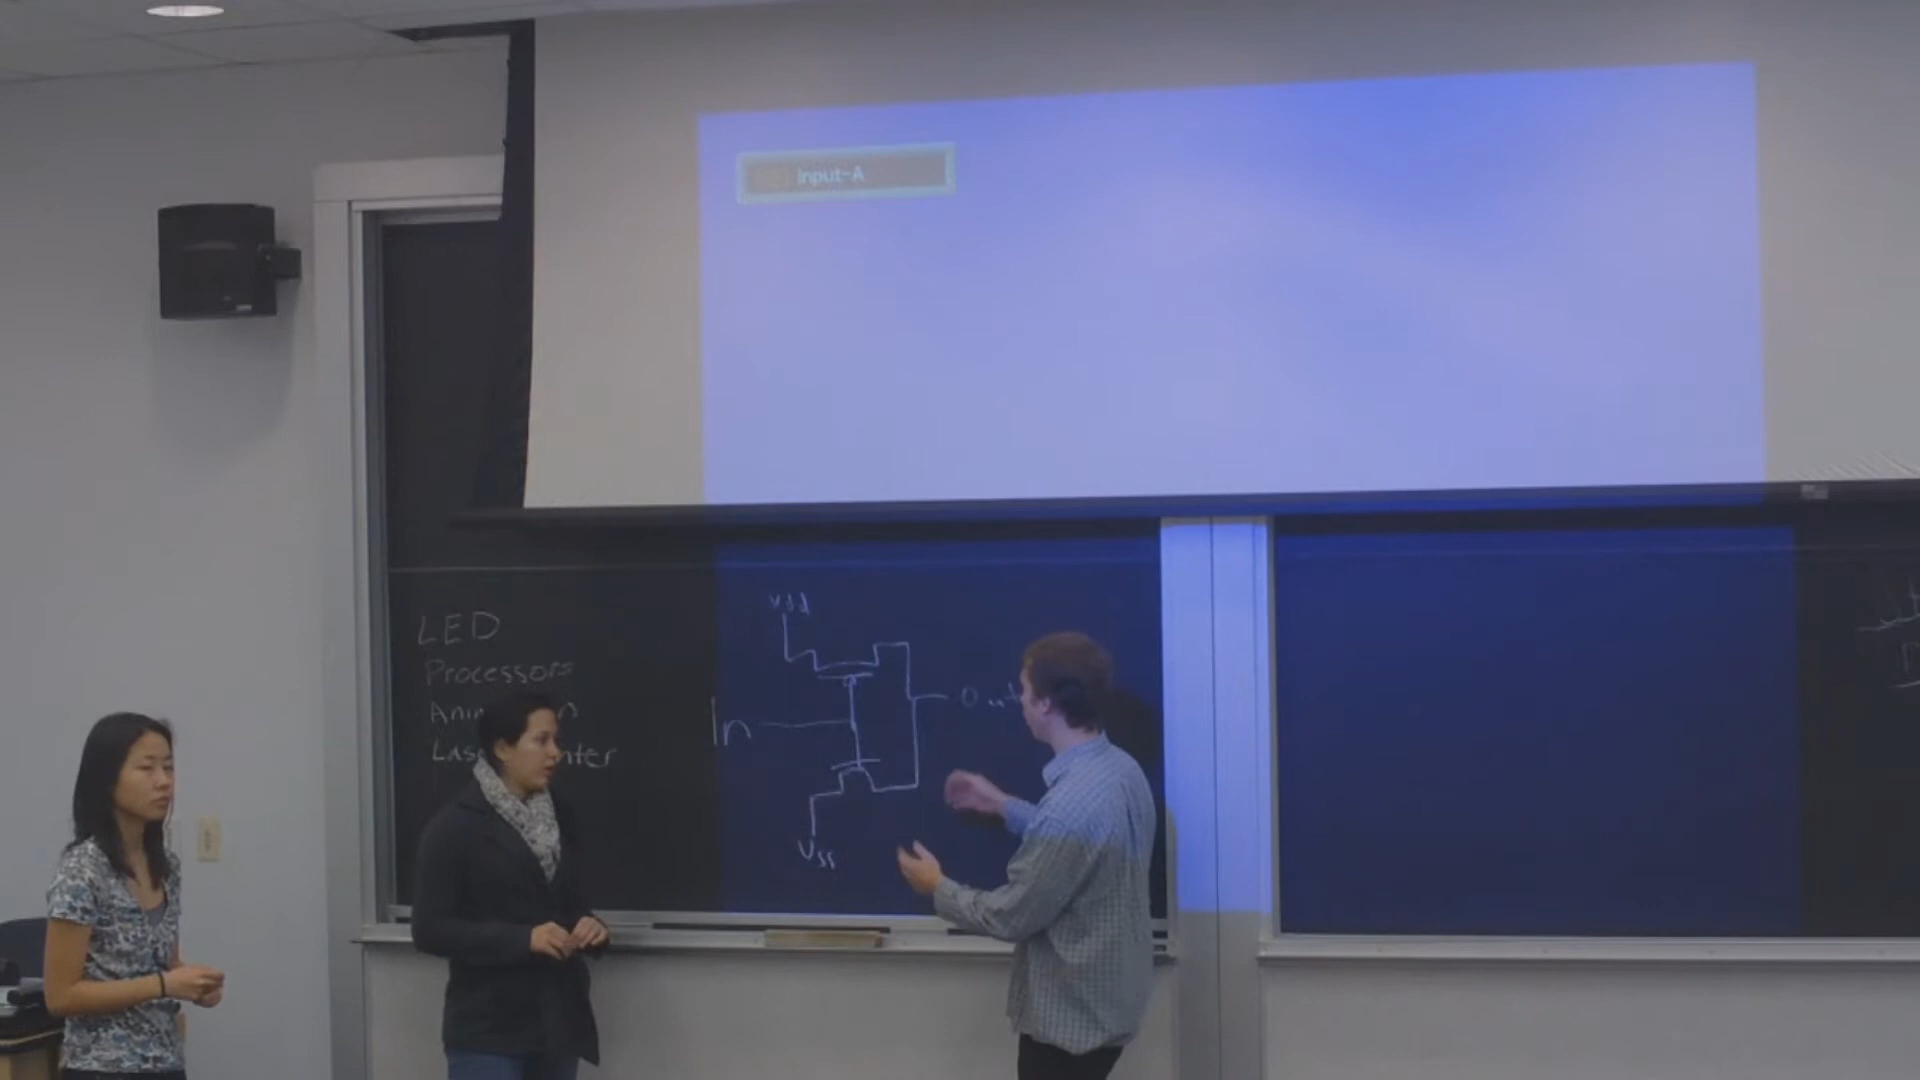 Input-A
LED
Processors
Vdd
In
Out
Vss